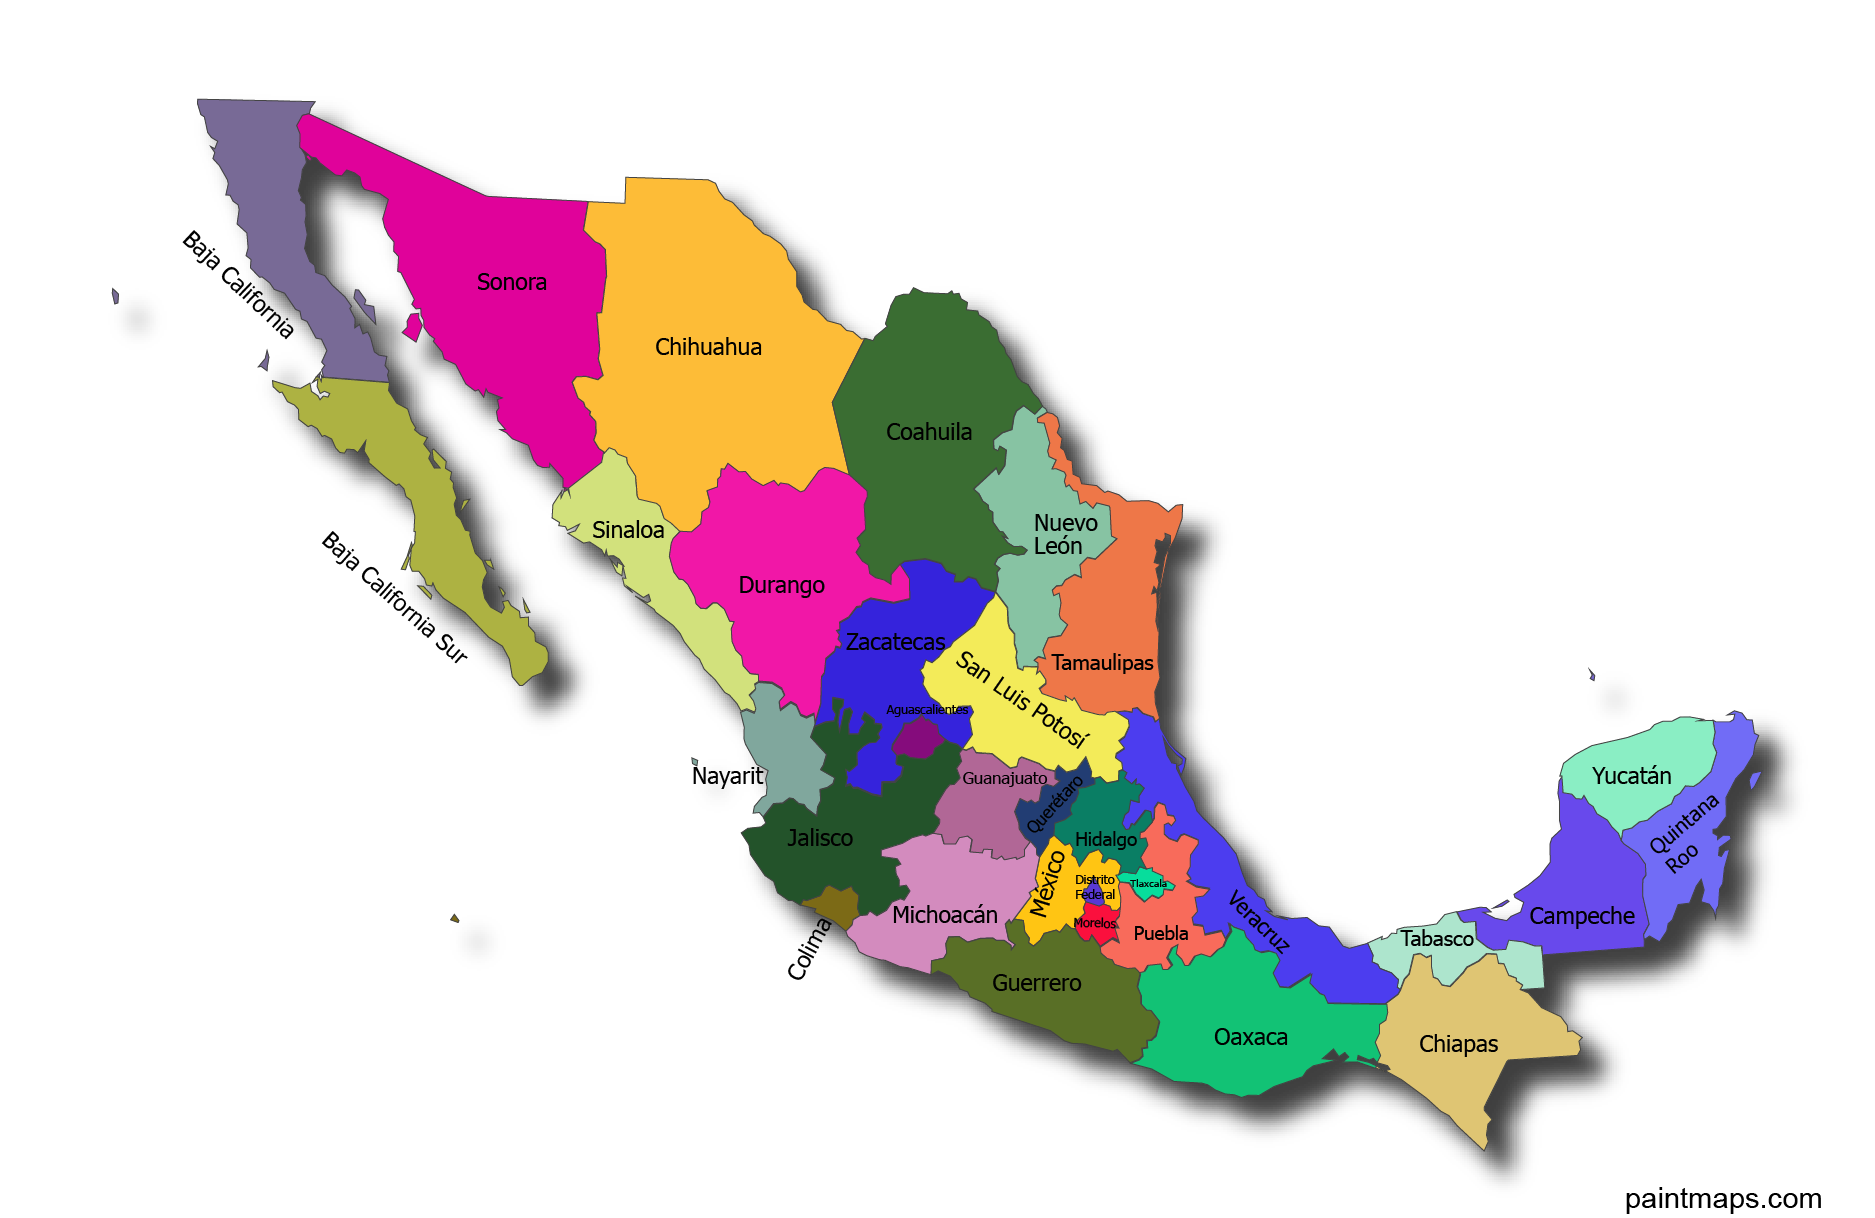 Baja California
Sonora
Chihuahua
Coahuila
Baja California Sur
Sinaloa
Nuevo
León
Durango
Zacatecas
San Luis Potosí
Tamaulipas
Aguascalientes
Nayarit
Guanajuato
Querétaro
Yucatán
Quintana
Roo
Jalisco
Hidalgo
México
Distrito
Federal
Tlaxcala
Michoacán
Morelos
Puebla
Veracruz
Campeche
Tabasco
Colima
Guerrero
Oaxaca
Chiapas
paintmaps.com